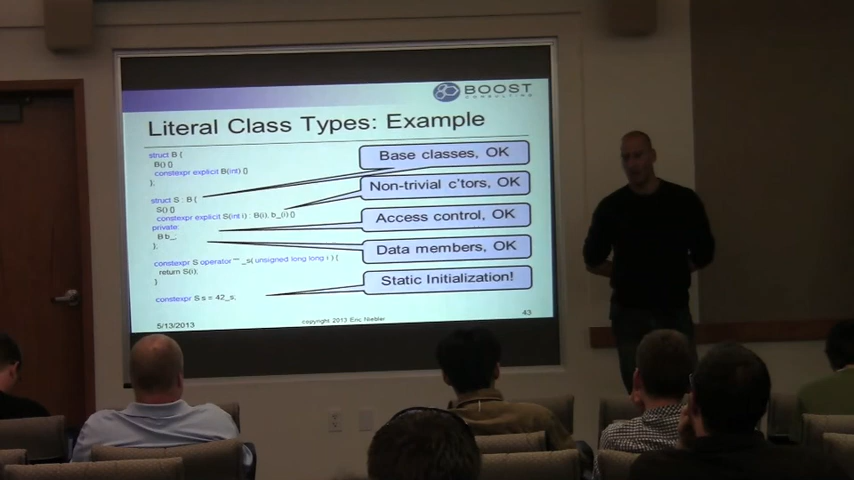 BOOST
CONSULTING
Literal Class Types: Example
struct B {
B() {}
constexpr explicit B(int) {}
};
struct S : B {
S() {}
constexpr explicit S(int i) : B(i), b_(i) {}
private:
B b_;
};
constexpr S operator "" _s( unsigned long long i ) {
return S(i);
}
constexpr S s = 42_s;
Base classes, OK
Non-trivial c'tors, OK
Access control, OK
Data members, OK
Static Initialization!
5/13/2013
copyright 2013 Eric Niebler
43